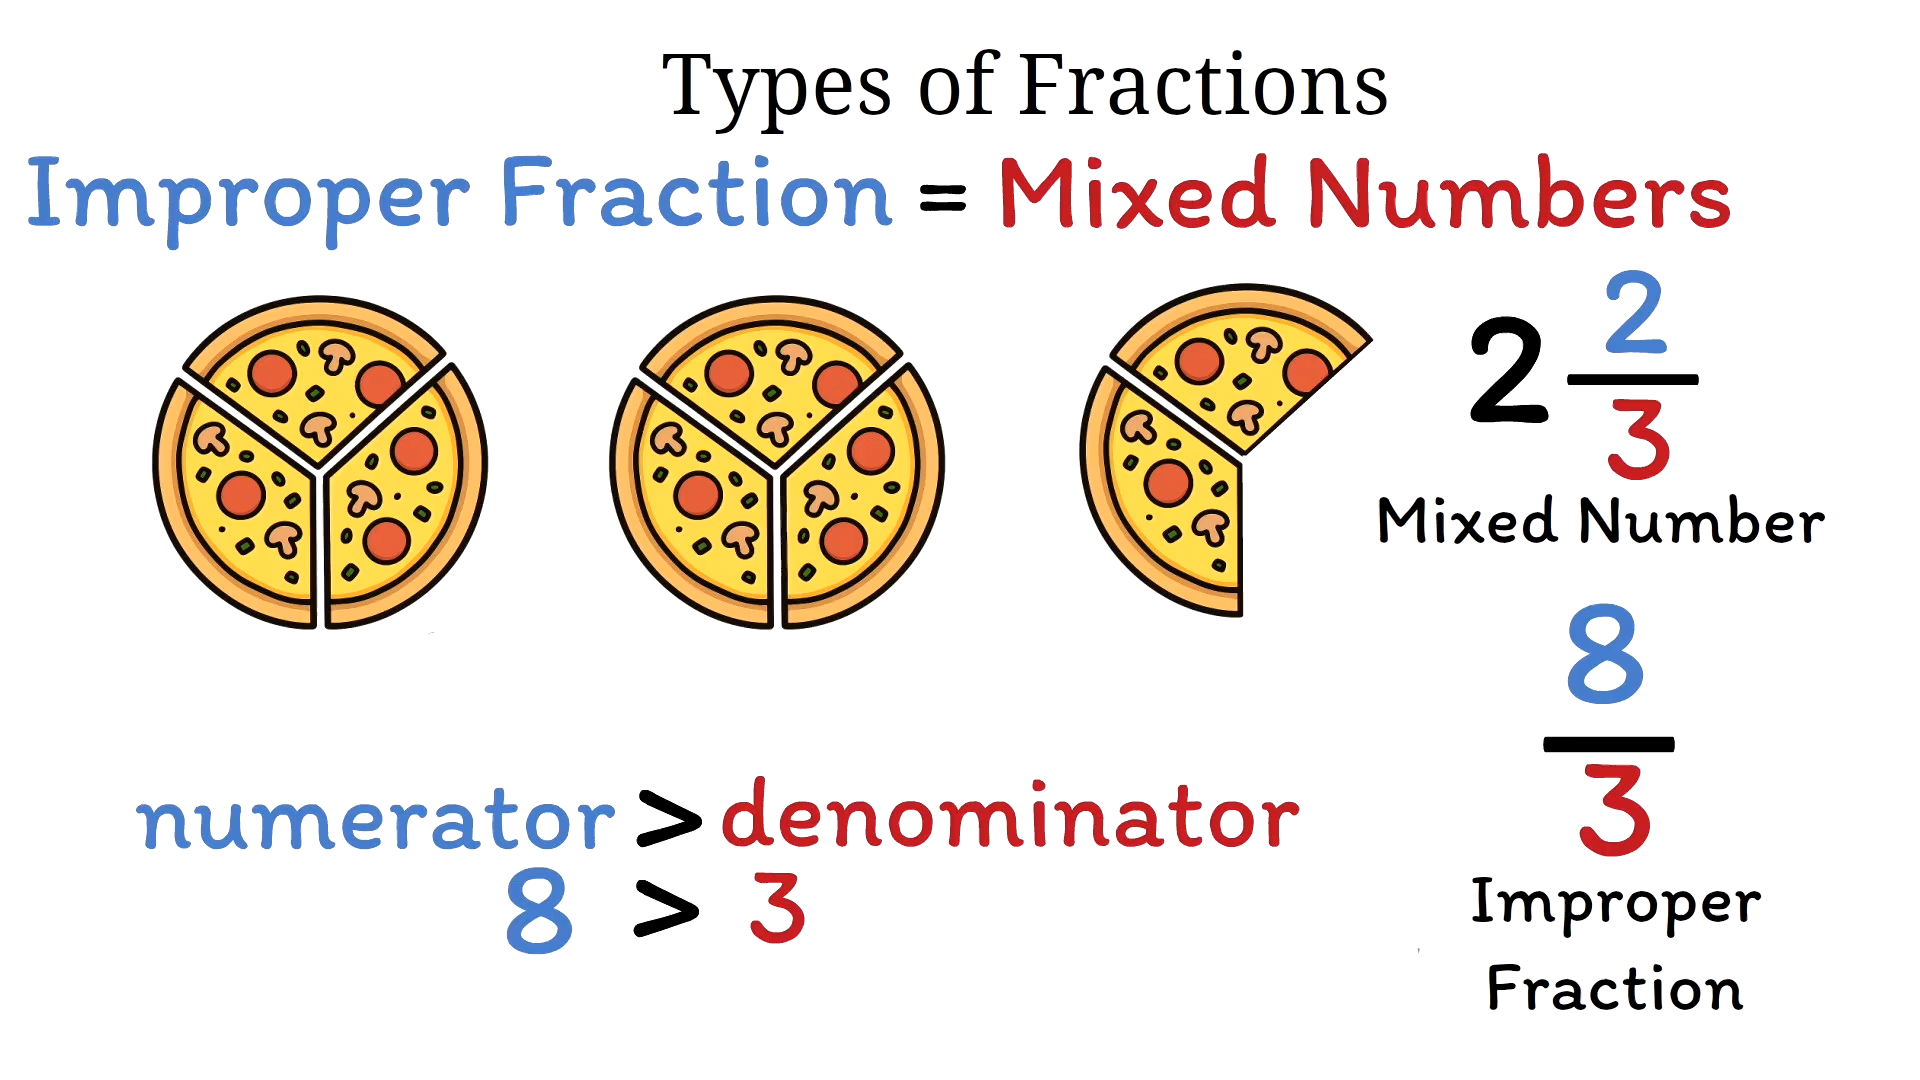 Types of Fractions
Improper Fraction = Mixed Numbers
2 2/3
Mixed Number
8/3
Improper
Fraction
numerator > denominator
8 > 3